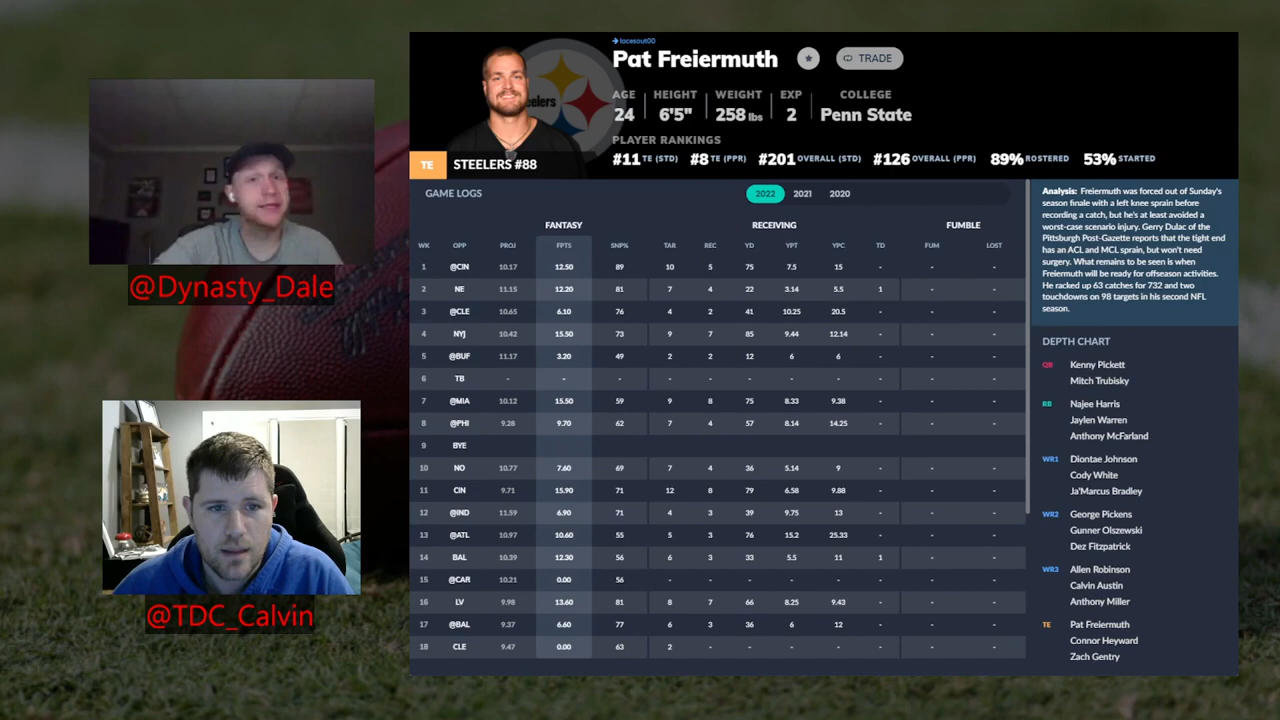 @Dynasty_Dale
@TDC_Calvin
lacesout00
Pat Freiermuth
TRADE
AGE HEIGHT WEIGHT EXP COLLEGE
24 6'5" 258 lbs 2 Penn State
PLAYER RANKINGS
#11 TE (STD) #8 TE (PPR) #201 OVERALL (STD) #126 OVERALL (PPR) 89% ROSTERED 53% STARTED
eelers
TE STEELERS #88
GAME LOGS 2022 2021 2020
FANTASY RECEIVING FUMBLE
WK OPP PROJ FPTS SNP% TAR REC YD YPT YPC TD FUM LOST
1 @CIN 10.17 12.50 89 10 5 75 7.5 15 - - -
2 NE 11.15 12.20 81 7 4 22 3.14 5.5 1 - -
3 @CLE 10.65 6.10 76 4 2 41 10.25 20.5 - - -
4 NYJ 10.42 15.50 73 9 7 85 9.44 12.14 - - -
5 @BUF 11.17 3.20 49 2 2 12 6 6 - - -
6 TB - - - - - - - - - - -
7 @MIA 10.12 15.50 59 9 8 75 8.33 9.38 - - -
8 @PHI 9.28 9.70 62 7 4 57 8.14 14.25 - - -
9 BYE
10 NO 10.77 7.60 69 7 4 36 5.14 9 - - -
11 CIN 9.71 15.90 71 12 8 79 6.58 9.88 - - -
12 @IND 11.59 6.90 71 4 3 39 9.75 13 - - -
13 @ATL 10.97 10.60 55 5 3 76 15.2 25.33 - - -
14 BAL 10.39 12.30 56 6 3 33 5.5 11 1 - -
15 @CAR 10.21 0.00 56 - - - - - - - -
16 LV 9.98 13.60 81 8 7 66 8.25 9.43 - - -
17 @BAL 9.37 6.60 77 6 3 36 6 12 - - -
18 CLE 9.47 0.00 63 2 - - - - - - -
Analysis: Freiermuth was forced out of Sunday's
season finale with a left knee sprain before
recording a catch, but he's at least avoided a
worst-case scenario injury. Gerry Dulac of the
Pittsburgh Post-Gazette reports that the tight end
has an ACL and MCL sprain, but won't need
surgery. What remains to be seen is when
Freiermuth will be ready for offseason activities.
He racked up 63 catches for 732 and two
touchdowns on 98 targets in his second NFL
season.
DEPTH CHART
QB Kenny Pickett
Mitch Trubisky
RB Najee Harris
Jaylen Warren
Anthony McFarland
WR1 Diontae Johnson
Cody White
Ja'Marcus Bradley
WR2 George Pickens
Gunner Olszewski
Dez Fitzpatrick
WR3 Allen Robinson
Calvin Austin
Anthony Miller
TE Pat Freiermuth
Connor Heyward
Zach Gentry